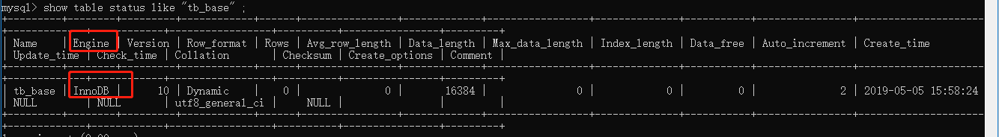 mysql> show table status like "tb_base" ;
| Name | Engine | Version | Row_format | Rows | Avg_row_length | Data_length | Max_data_length | Index_length | Data_free | Auto_increment | Create_time
| Update_time | Check_time | Collation | Checksum | Create_options | Comment |
| tb_base | InnoDB | 10 | Dynamic | 0 | 0 | 16384 | 0 | 0 | 0 | 2 | 2019-05-05 15:58:24
| NULL | NULL | utf8_general_ci | NULL | | |